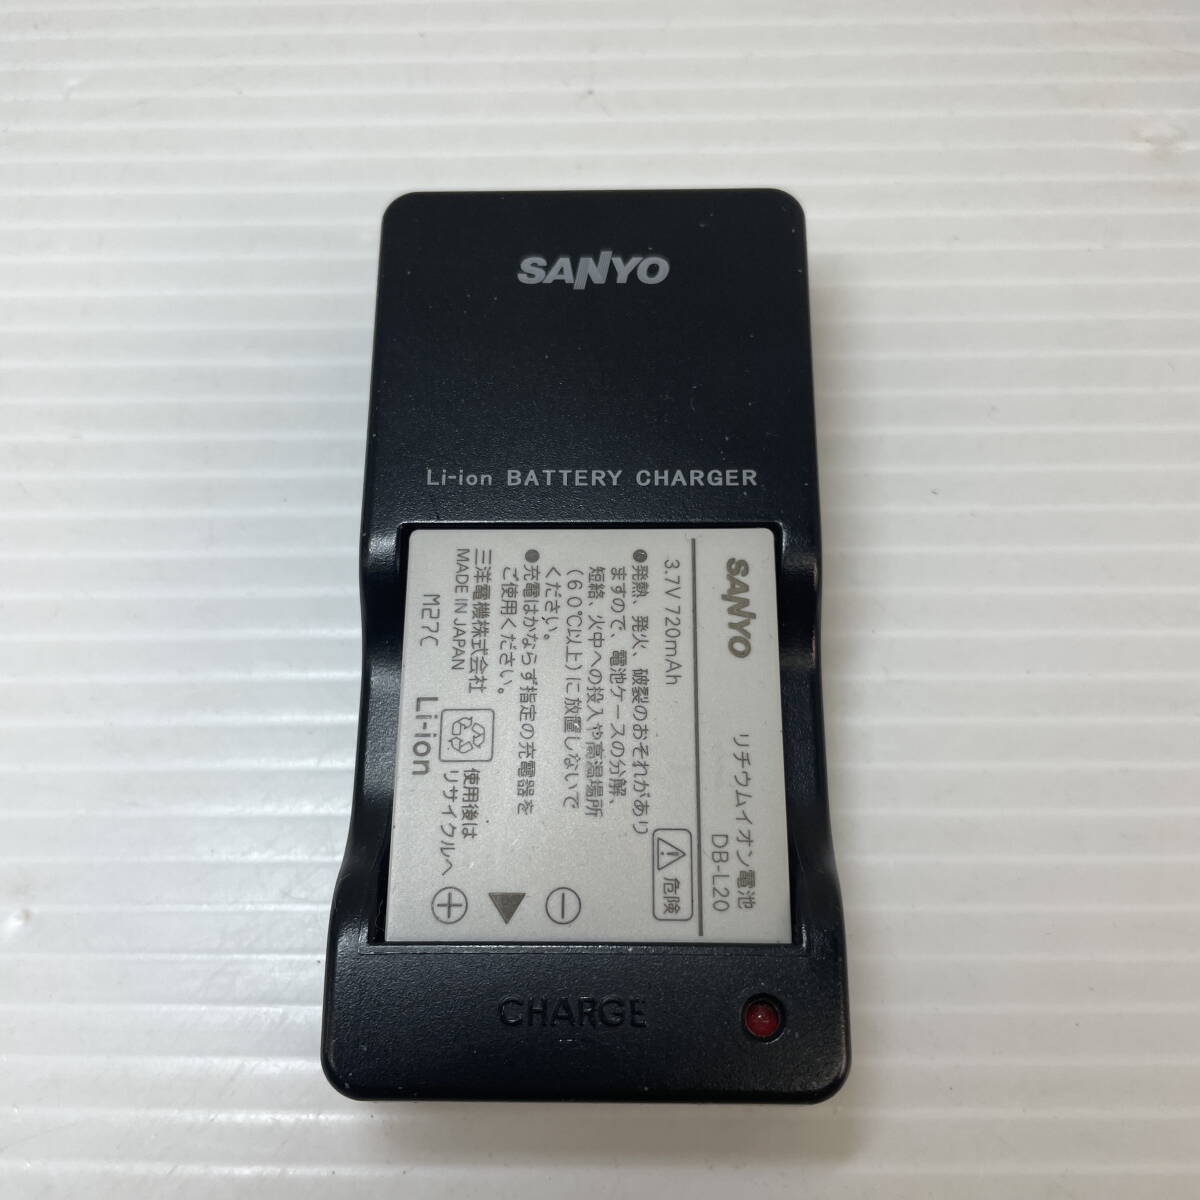 SANYO
Li-ion BATTERY CHARGER
SANYO
リチウムイオン電池
DB-L20
3.7V 720mAh
危険
●発熱、発火、破裂のおそれがあり
ますので、電池ケースの分解、
短絡、火中への投入や高温場所
(60℃以上)に放置しないで
ください。
●充電はかならず指定の充電器を
ご使用ください。
三洋電機株式会社
MADE IN JAPAN
使用後は
リサイクルへ
M27C
Li-ion
CHARGE